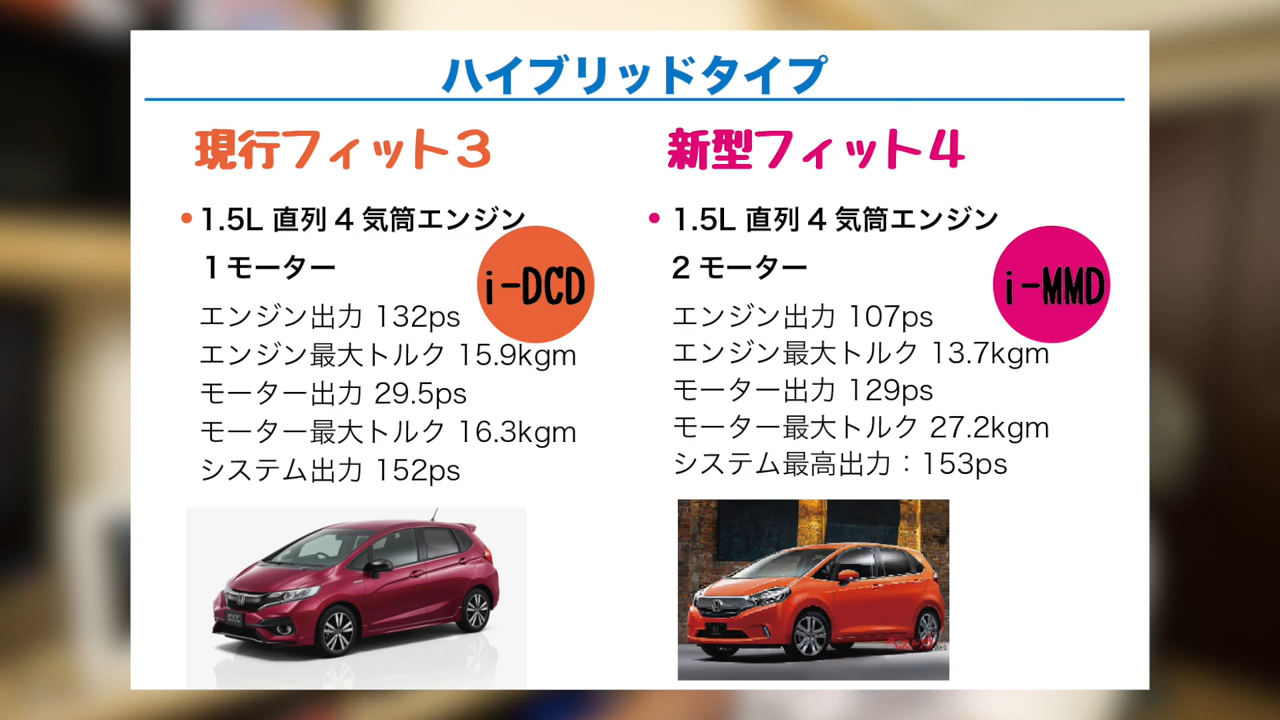 ハイブリッドタイプ
現行フィット3
• 1.5L 直列4気筒エンジン
1モーター
i-DCD
エンジン出力 132ps
エンジン最大トルク 15.9kgm
モーター出力 29.5ps
モーター最大トルク 16.3kgm
システム出力 152ps
新型フィット4
• 1.5L 直列4気筒エンジン
2モーター
i-MMD
エンジン出力 107ps
エンジン最大トルク 13.7kgm
モーター出力 129ps
モーター最大トルク 27.2kgm
システム最高出力：153ps